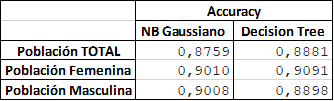 Accuracy
NB Gaussiano Decision Tree
Población TOTAL 0,8759 0,8881
Población Femenina 0,9010 0,9091
Población Masculina 0,9008 0,8898